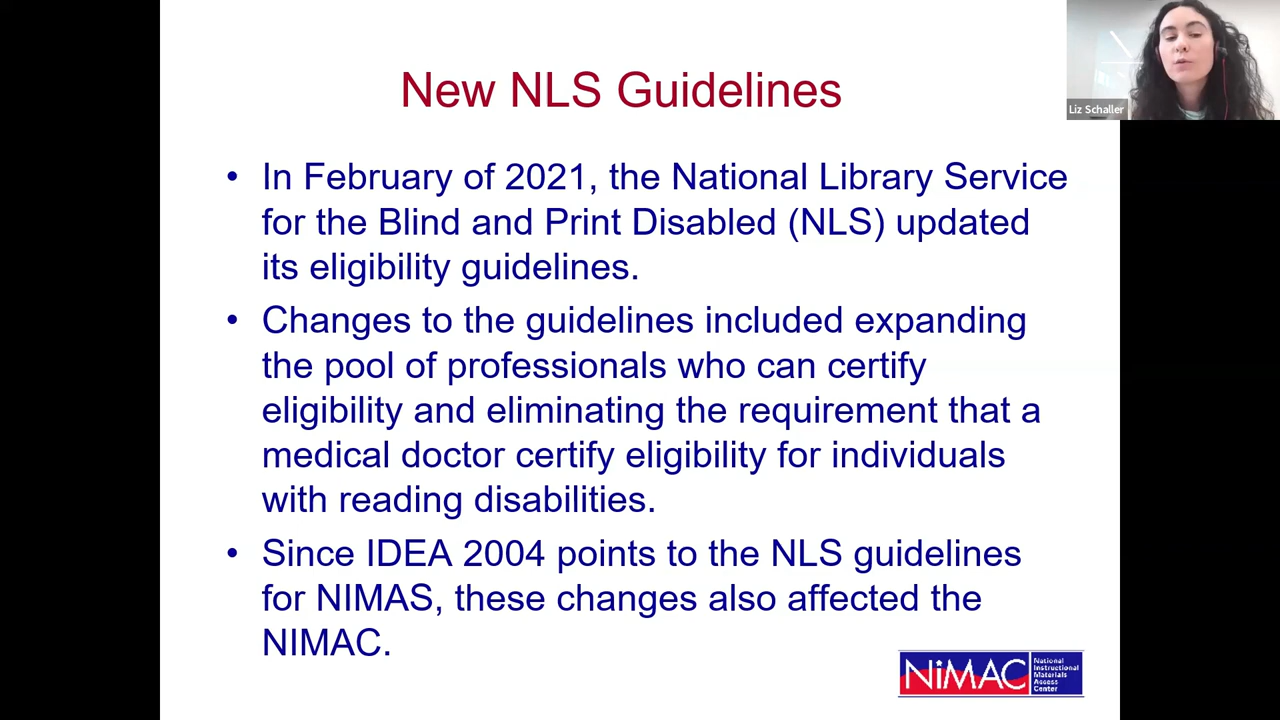 New NLS Guidelines
Liz Schaller
• In February of 2021, the National Library Service
for the Blind and Print Disabled (NLS) updated
its eligibility guidelines.
• Changes to the guidelines included expanding
the pool of professionals who can certify
eligibility and eliminating the requirement that a
medical doctor certify eligibility for individuals
with reading disabilities.
• Since IDEA 2004 points to the NLS guidelines
for NIMAS, these changes also affected the
NIMAC.
NiMAC
National
Instructional
Materials
Access
Center